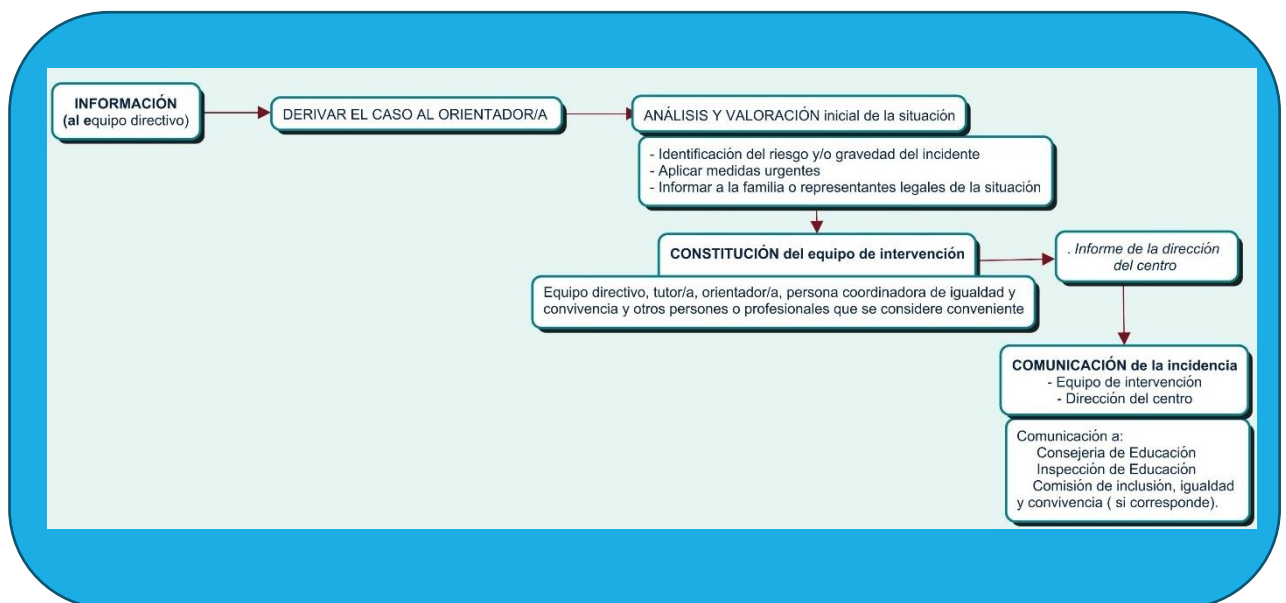 INFORMACIÓN
(al equipo directivo)
DERIVAR EL CASO AL ORIENTADOR/A
ANÁLISIS Y VALORACIÓN inicial de la situación
- Identificación del riesgo y/o gravedad del incidente
- Aplicar medidas urgentes
- Informar a la familia o representantes legales de la situación
CONSTITUCIÓN del equipo de intervención
Equipo directivo, tutor/a, orientador/a, persona coordinadora de igualdad y
convivencia y otros persones o profesionales que se considere conveniente
. Informe de la dirección
del centro
COMUNICACIÓN de la incidencia
- Equipo de intervención
- Dirección del centro
Comunicación a:
Consejeria de Educación
Inspección de Educación
Comisión de inclusión, igualdad
y convivencia ( si corresponde).